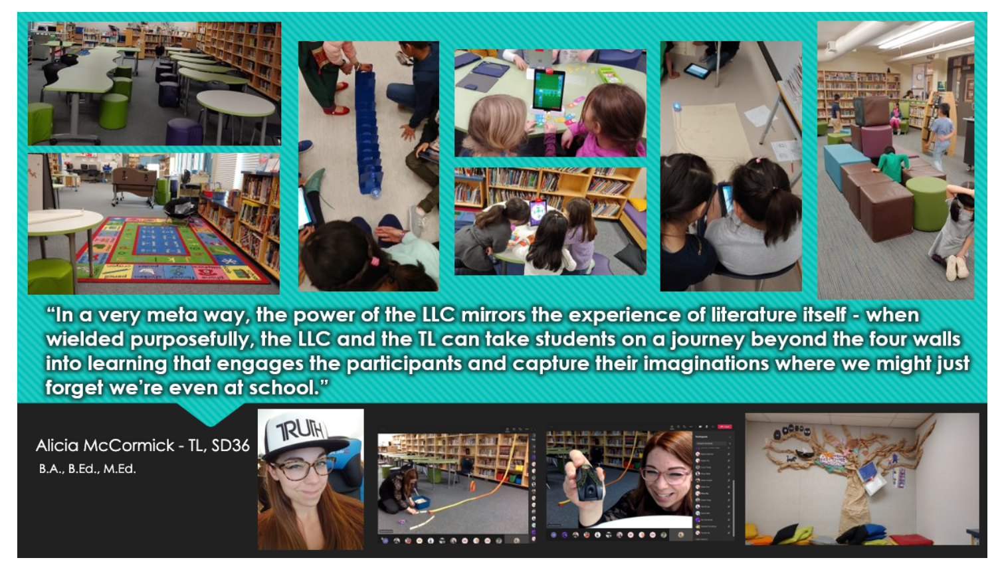 “In a very meta way, the power of the LLC mirrors the experience of literature itself - when
wielded purposefully, the LLC and the TL can take students on a journey beyond the four walls
into learning that engages the participants and capture their imaginations where we might just
forget we’re even at school.”
Alicia McCormick - TL, SD36
B.A., B.Ed., M.Ed.
TRUTH